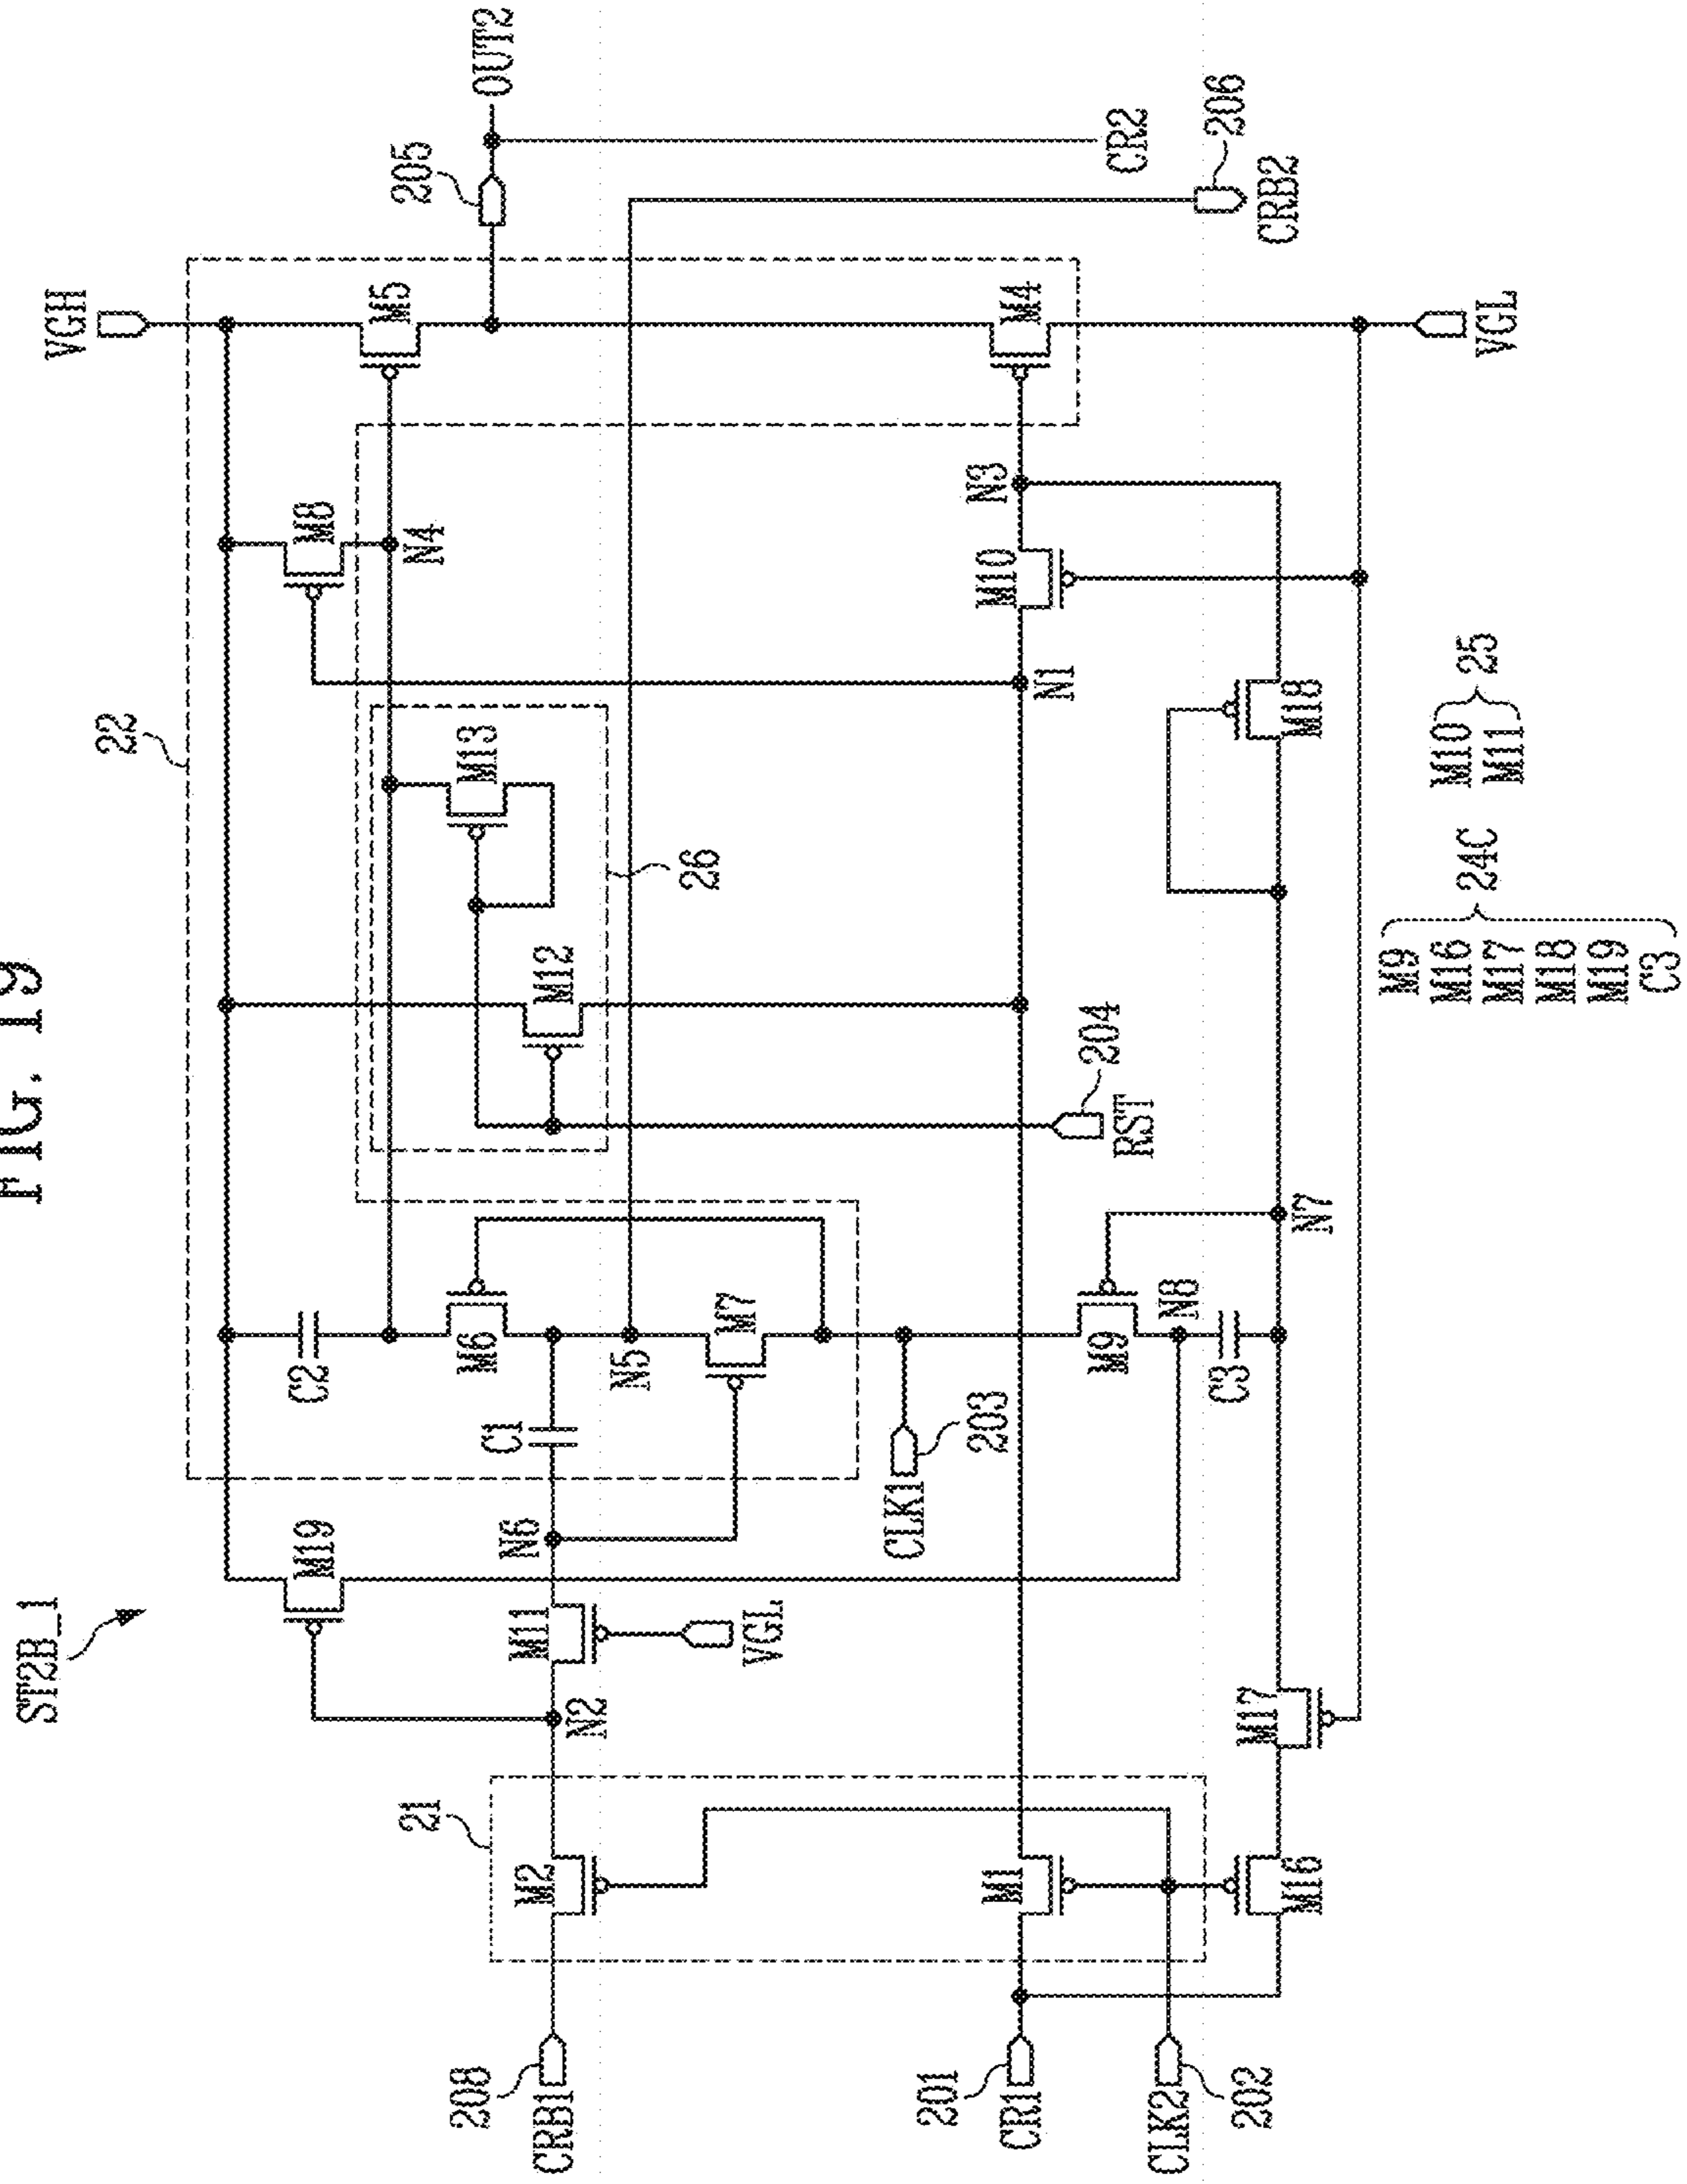 FIG. 19
ST2B_1
22
VGH
M19
C2
M8
M5
205
OUT2
N4
21
M13
208
CRB1
M2
N2
M11
N6
C1
M6
M12
N5
26
VGL
M7
CLK1
203
204
RST
201
CR1
M1
N1
M10
N3
M4
CR2
M9
N8
CLK2
202
C3
206
CRB2
M16
M17
N7
M18
VGL
M9
M16
M17
M18
M19
C3
24C
M10
M11
25